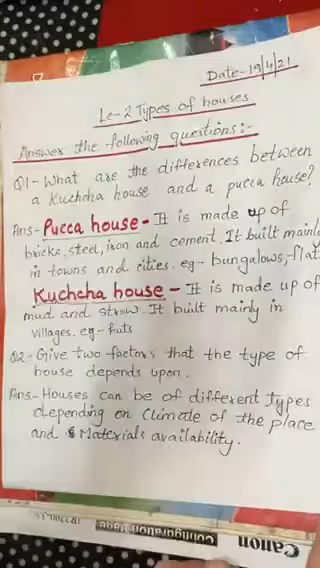 Date-19/4/21
Lc-2 Types of houses
Answer the following questions:-
Q1- What are the differences between
a Kuchcha house and a pucca house?
Ans- Pucca house - It is made up of
bricks, steel, iron and cement. It built mainl
in towns and cities. eg- bungalows, flat
Kuchcha house - It is made up of
mud and straw. It built mainly in
villages. eg- huts
Q2- Give two factors that the type of
house depends upon.
Ans- Houses can be of different types
depending on Climate of the place
and Materials availability.
Canon
Configuration Page